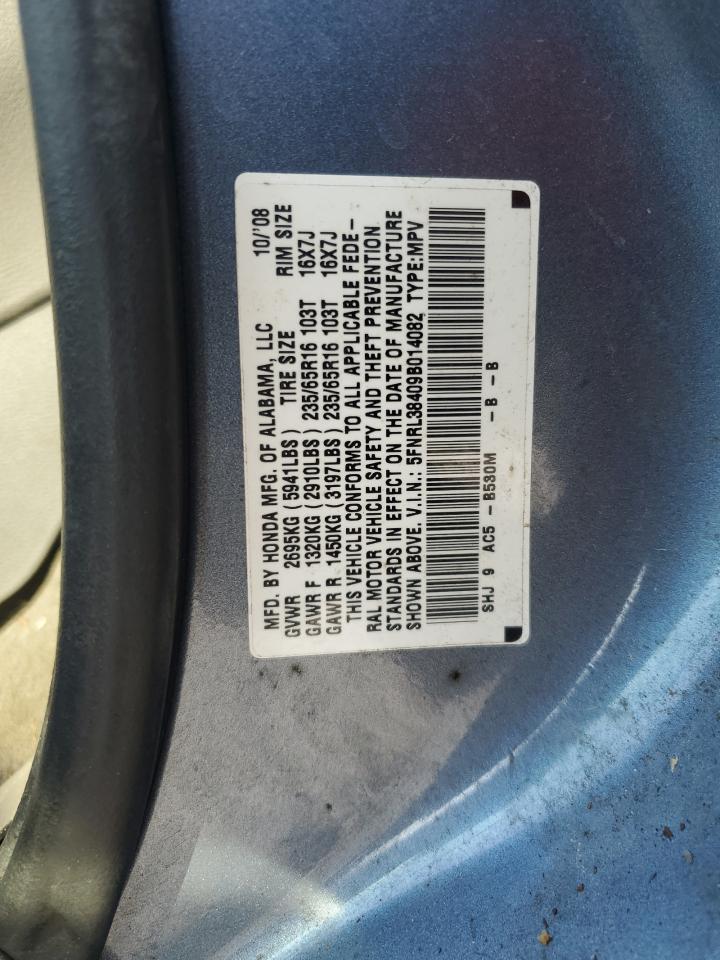 MFD. BY HONDA MFG. OF ALABAMA, LLC 10/'08
GVWR 2695KG (5941LBS) TIRE SIZE RIM SIZE
GAWR F 1320KG (2910LBS) 235/65R16 103T 16X7J
GAWR R 1450KG (3197LBS) 235/65R16 103T 16X7J
THIS VEHICLE CONFORMS TO ALL APPLICABLE FEDE-
RAL MOTOR VEHICLE SAFETY AND THEFT PREVENTION
STANDARDS IN EFFECT ON THE DATE OF MANUFACTURE
SHOWN ABOVE. V.I.N.: 5FNRL38409B014082 TYPE:MPV
SHJ 9 AC5 - B530M - B - B